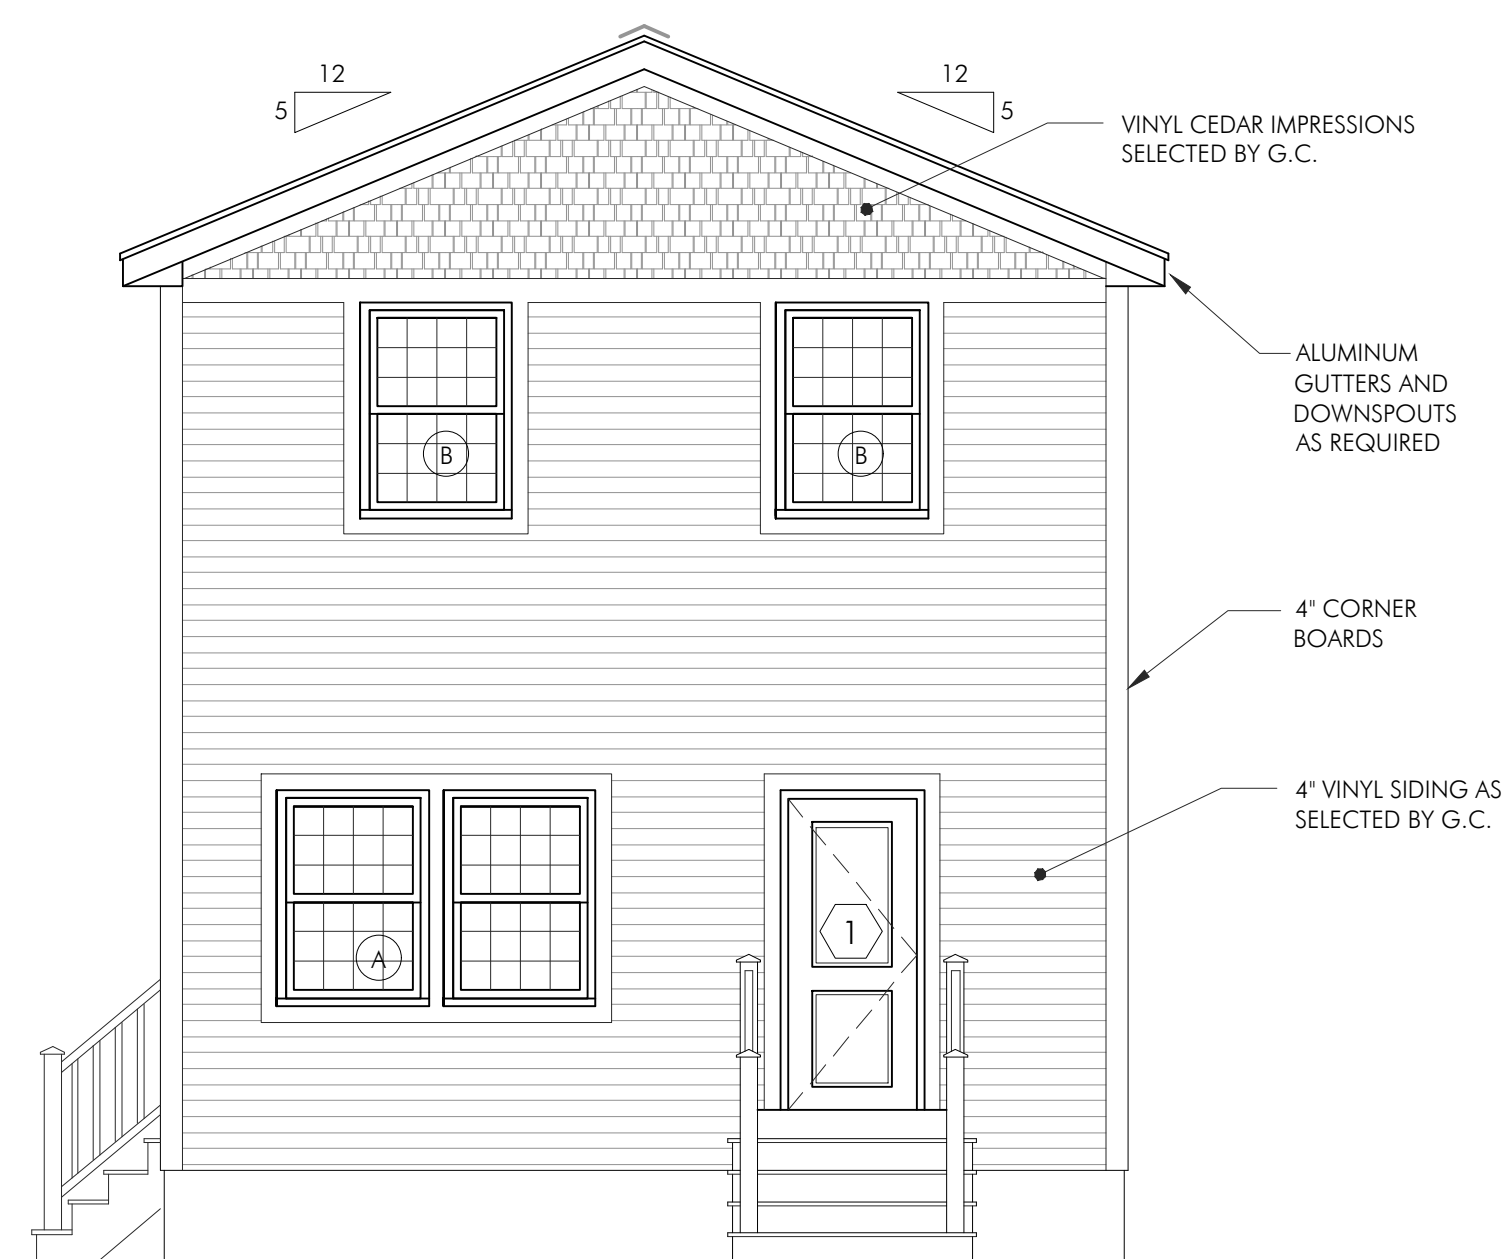 12
5
12
5
VINYL CEDAR IMPRESSIONS
SELECTED BY G.C.
ALUMINUM
GUTTERS AND
DOWNSPOUTS
AS REQUIRED
B
B
4" CORNER
BOARDS
4" VINYL SIDING AS
SELECTED BY G.C.
1
A